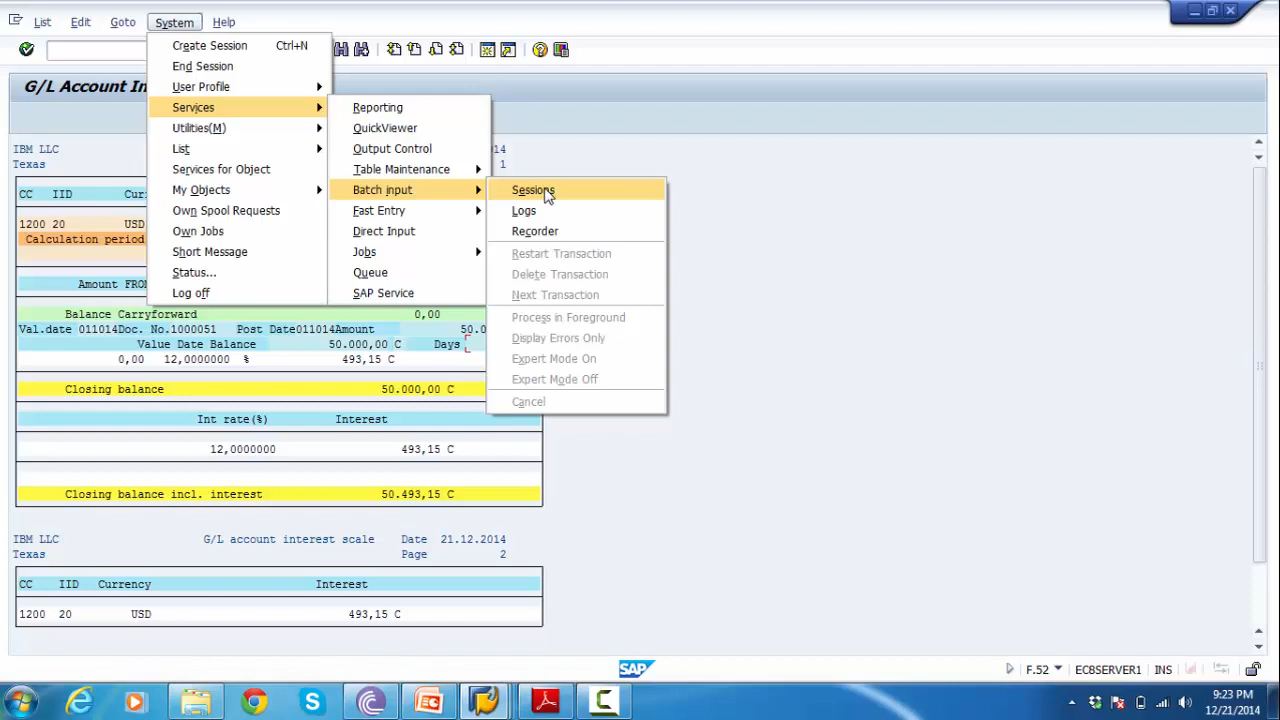 List Edit Goto System Help
G/L Account In
Create Session Ctrl+N
End Session
User Profile
Services
Utilities(M)
List
Services for Object
My Objects
Own Spool Requests
Own Jobs
Short Message
Status...
Log off
Reporting
QuickViewer
Output Control
Table Maintenance
Batch input
Fast Entry
Direct Input
Jobs
Queue
SAP Service
Sessions
Logs
Recorder
Restart Transaction
Delete Transaction
Next Transaction
Process in Foreground
Display Errors Only
Expert Mode On
Expert Mode Off
Cancel
IBM LLC 14
Texas 1
CC IID Cur
1200 20 USD
Calculation period
Amount FRO
Balance Carryforward 0,00
Val.date 011014Doc. No.1000051 Post Date011014Amount 50.0
Value Date Balance 50.000,00 C Days
0,00 12,0000000 % 493,15 C
Closing balance 50.000,00 C
Int rate(%) Interest
12,0000000 493,15 C
Closing balance incl. interest 50.493,15 C
IBM LLC G/L account interest scale Date 21.12.2014
Texas Page 2
CC IID Currency Interest
1200 20 USD 493,15 C
SAP F.52 EC8SERVER1 INS
9:23 PM
12/21/2014